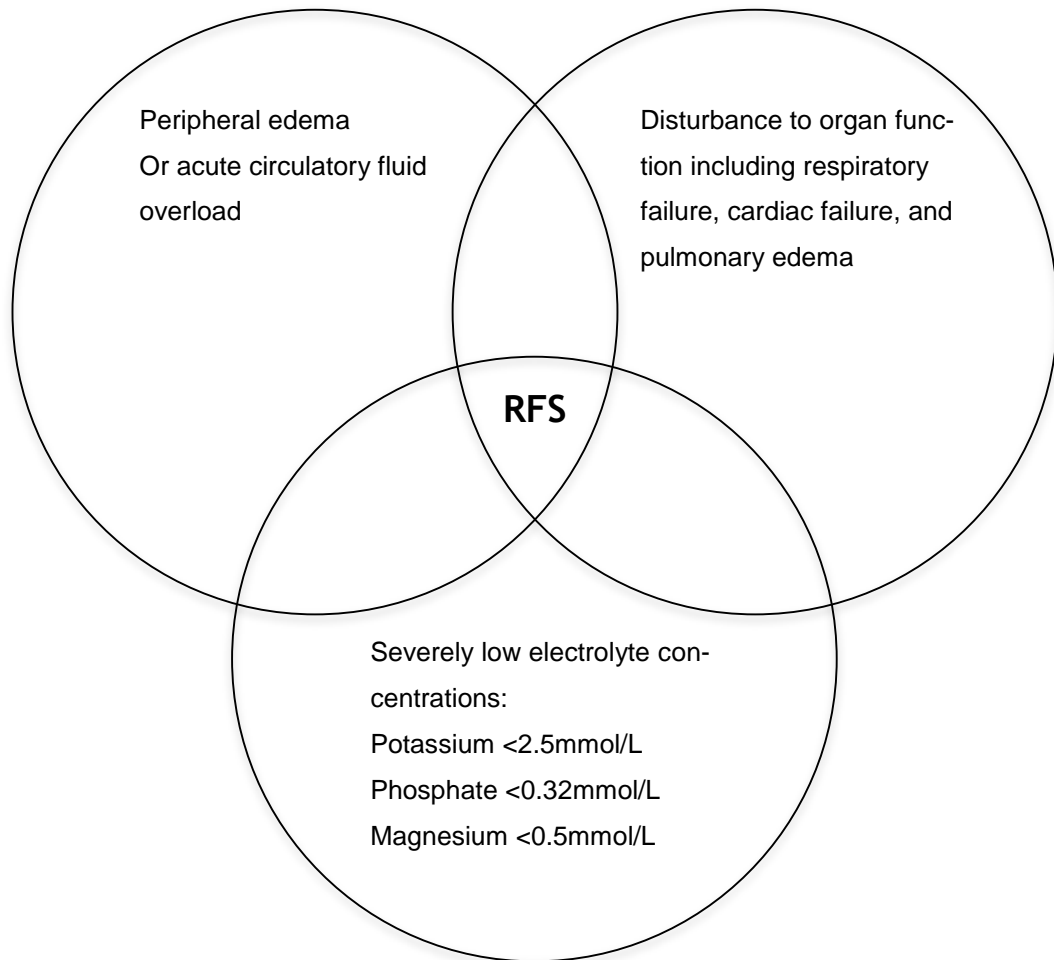 Peripheral edema
Or acute circulatory fluid
overload
Disturbance to organ func-
tion including respiratory
failure, cardiac failure, and
pulmonary edema
RFS
Severely low electrolyte con-
centrations:
Potassium <2.5mmol/L
Phosphate <0.32mmol/L
Magnesium <0.5mmol/L